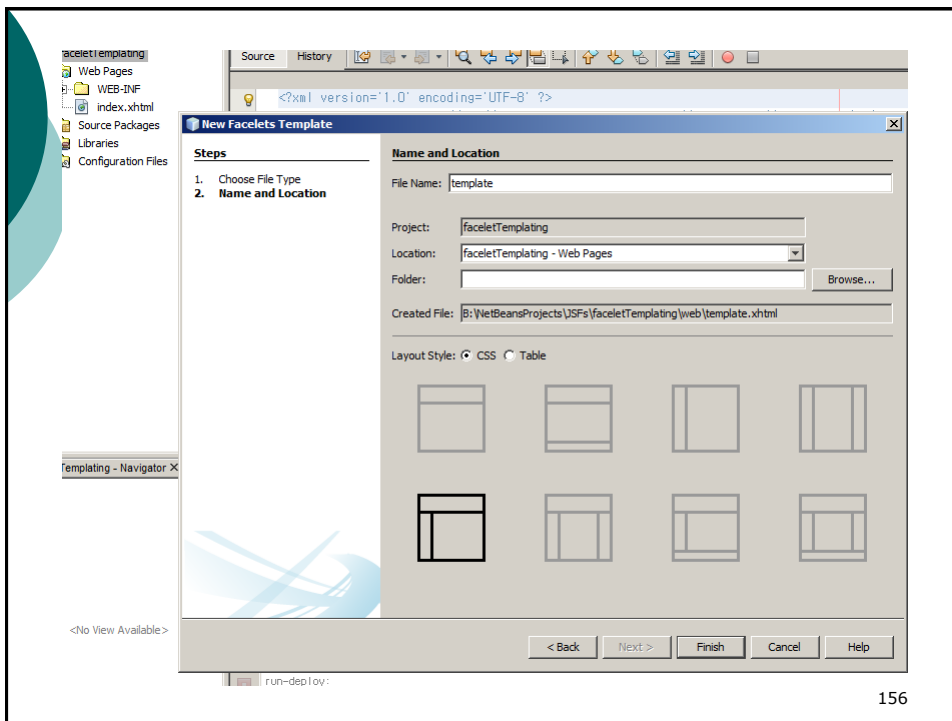 faceletTemplating
Web Pages
WEB-INF
index.xhtml
Source Packages
Libraries
Configuration Files
Source History
<?xml version='1.0' encoding='UTF-8' ?>
New Facelets Template
Steps
1. Choose File Type
2. Name and Location
Name and Location
File Name: template
Project: faceletTemplating
Location: faceletTemplating - Web Pages
Folder:
Browse...
Created File: B:\NetBeansProjects\JSFs\faceletTemplating\web\template.xhtml
Layout Style: CSS Table
Templating - Navigator X
<No View Available>
< Back Next > Finish Cancel Help
run-deploy:
156